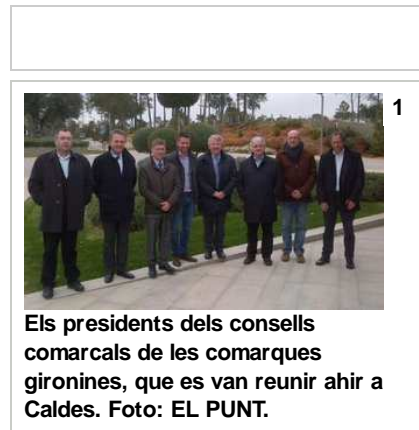 1
Els presidents dels consells
comarcals de les comarques
gironines, que es van reunir ahir a
Caldes. Foto: EL PUNT.